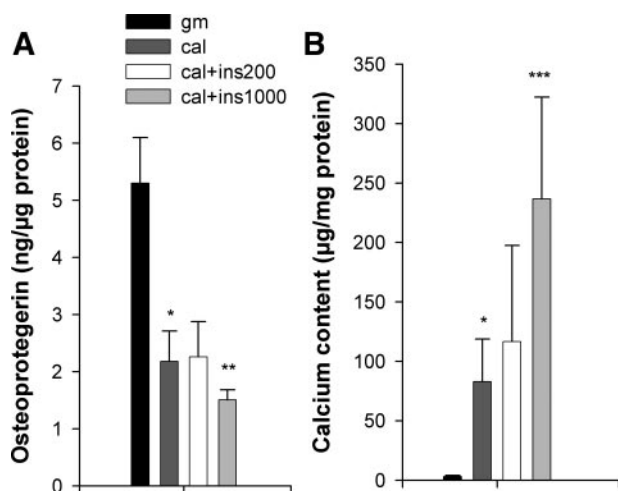 A
gm
cal
cal+ins200
cal+ins1000
Osteoprotegerin (ng/µg protein)
7
6
5
4
3
2
1
0
*
**
B
Calcium content (µg/mg protein)
350
300
250
200
150
100
50
0
*
***